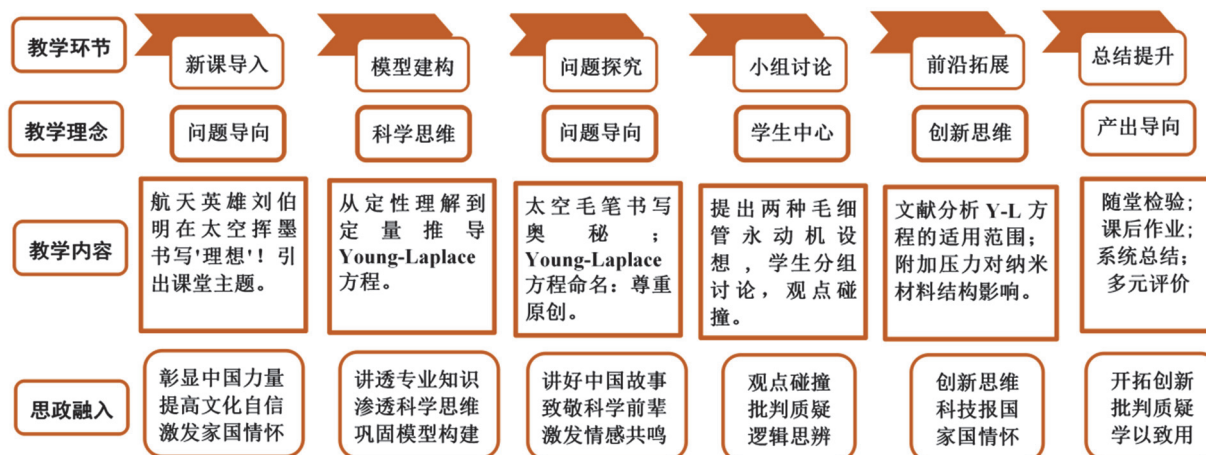 教学环节
新课导入
模型建构
问题探究
小组讨论
前沿拓展
总结提升
教学理念
问题导向
科学思维
问题导向
学生中心
创新思维
产出导向
教学内容
航天英雄刘伯
明在太空挥墨
书写'理想'！引
出课堂主题。
从定性理解到
定量推导
Young-Laplace
方程。
太空毛笔书写
奥秘；
Young-Laplace
方程命名：尊重
原创。
提出两种毛细
管永动机设
想，学生分组
讨论，观点碰
撞。
文献分析 Y-L 方
程的适用范围；
附加压力对纳米
材料结构影响。
随堂检验；
课后作业；
系统总结；
多元评价
思政融入
彰显中国力量
提高文化自信
激发家国情怀
讲透专业知识
渗透科学思维
巩固模型构建
讲好中国故事
致敬科学前辈
激发情感共鸣
观点碰撞
批判质疑
逻辑思辨
创新思维
科技报国
家国情怀
开拓创新
批判质疑
学以致用